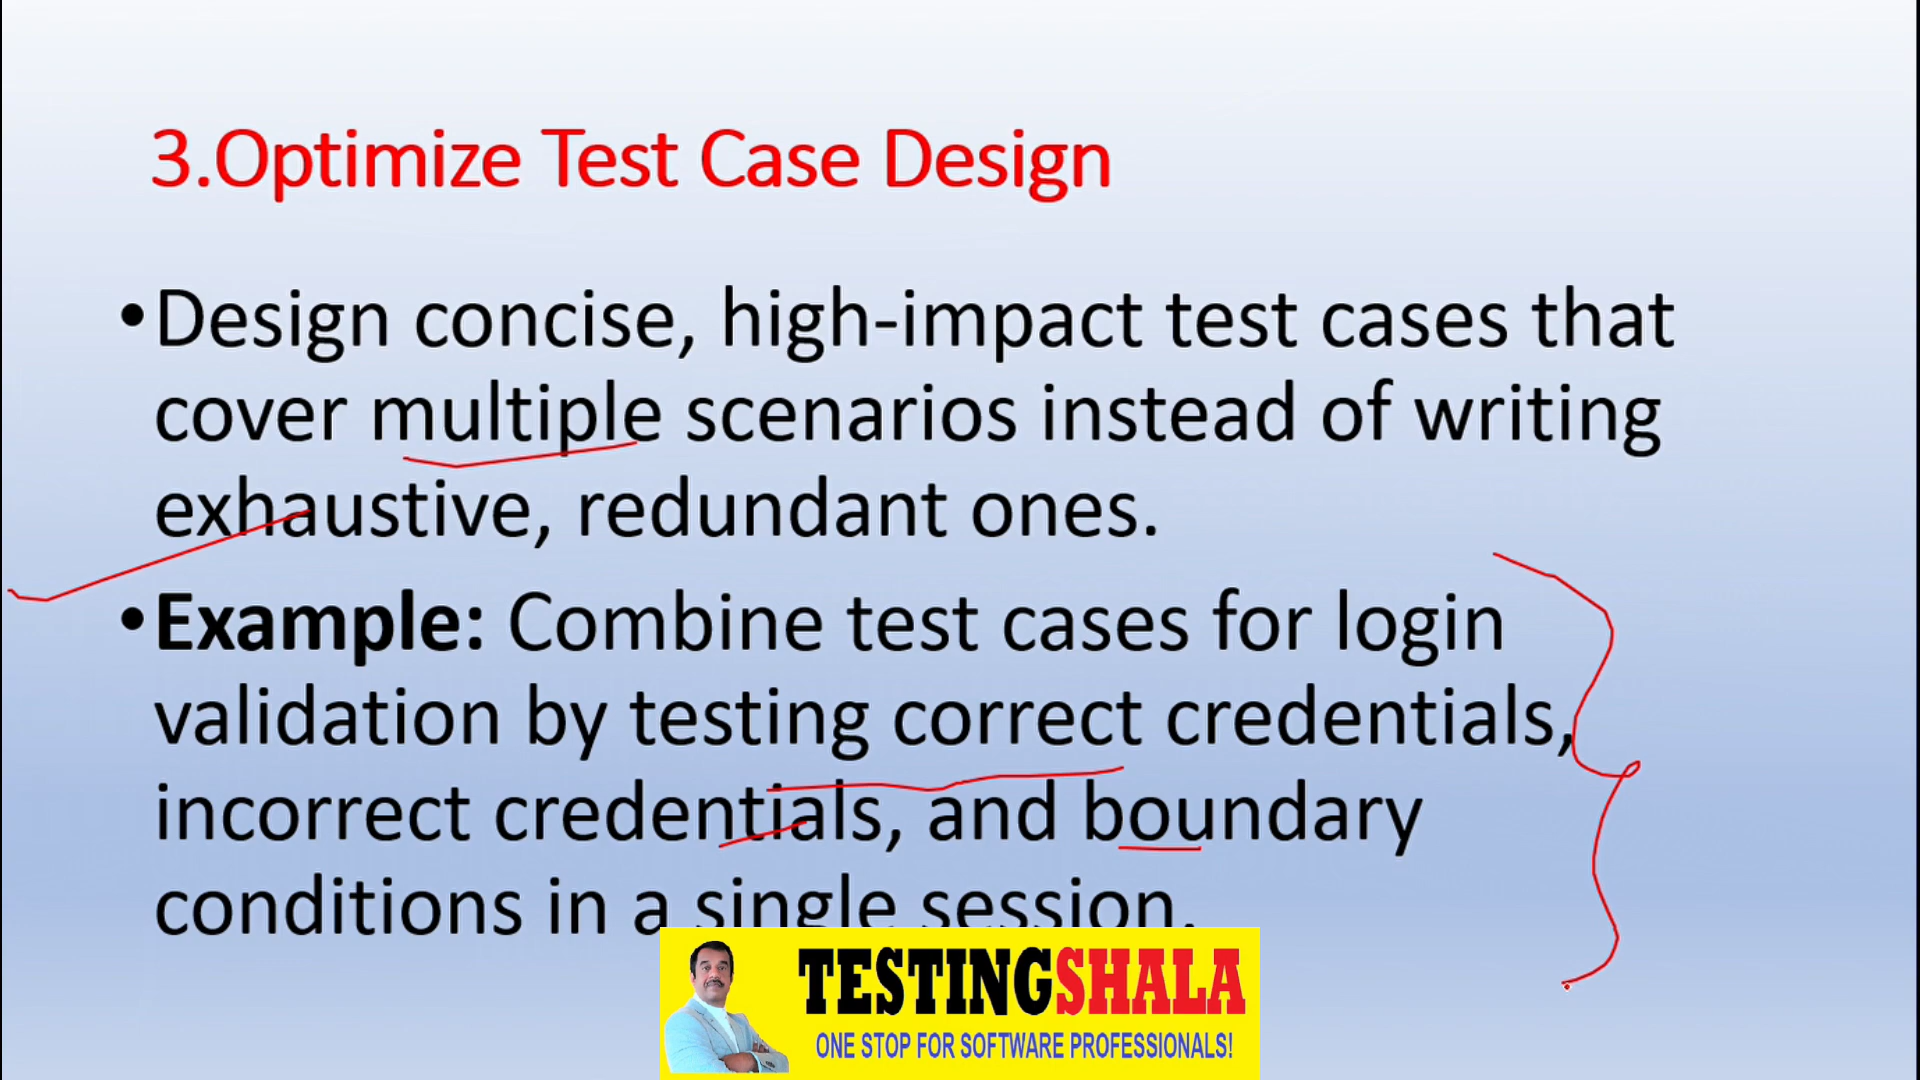 3.Optimize Test Case Design
•Design concise, high-impact test cases that
cover multiple scenarios instead of writing
exhaustive, redundant ones.
•Example: Combine test cases for login
validation by testing correct credentials,
incorrect credentials, and boundary
conditions in a single session.
TESTINGSHALA
ONE STOP FOR SOFTWARE PROFESSIONALS!